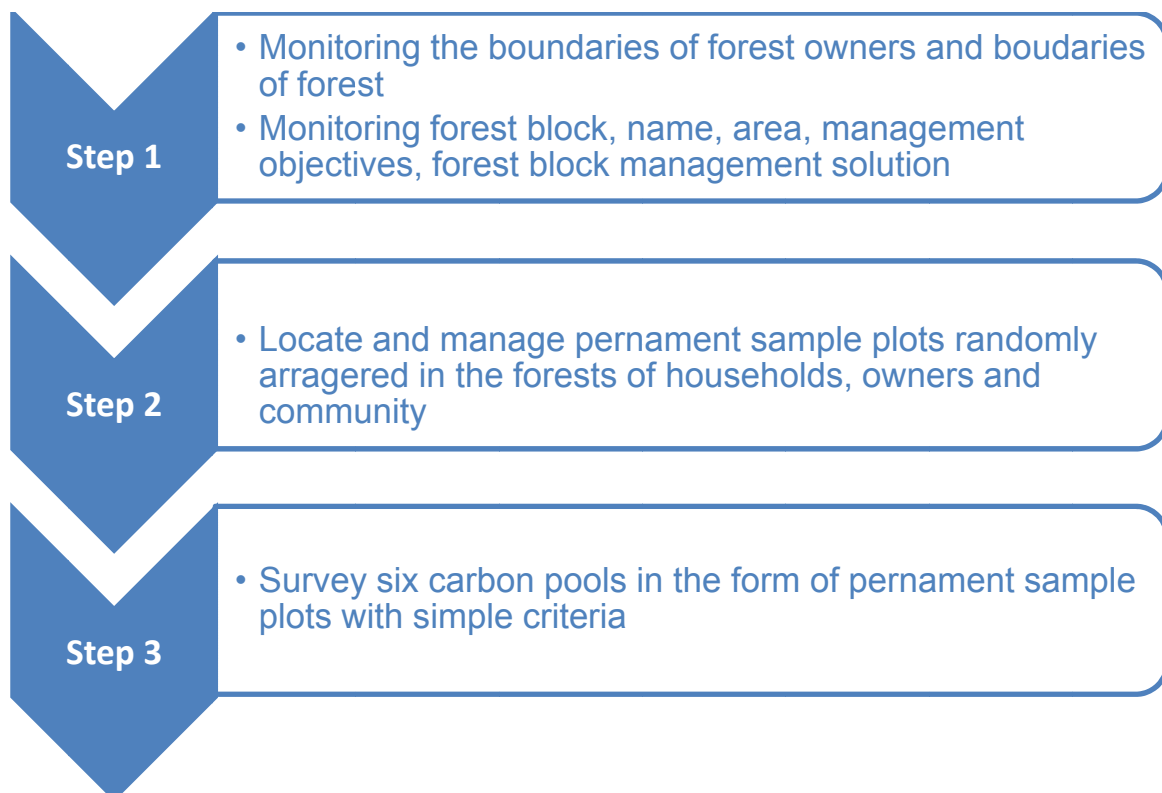 Step 1
• Monitoring the boundaries of forest owners and boudaries
of forest
• Monitoring forest block, name, area, management
objectives, forest block management solution
Step 2
• Locate and manage pernament sample plots randomly
arragered in the forests of households, owners and
community
Step 3
• Survey six carbon pools in the form of pernament sample
plots with simple criteria